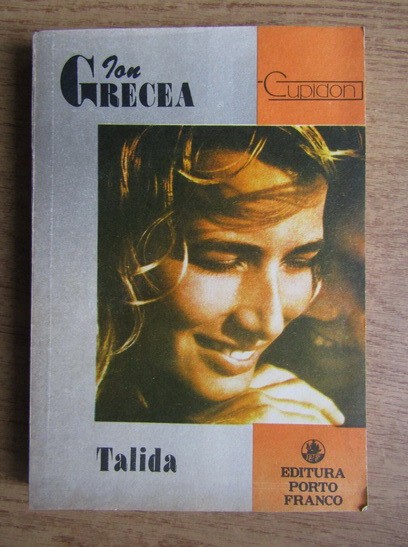 Ion
GRECEA
Cupidon
Talida
EDITURA
PORTO
FRANCO